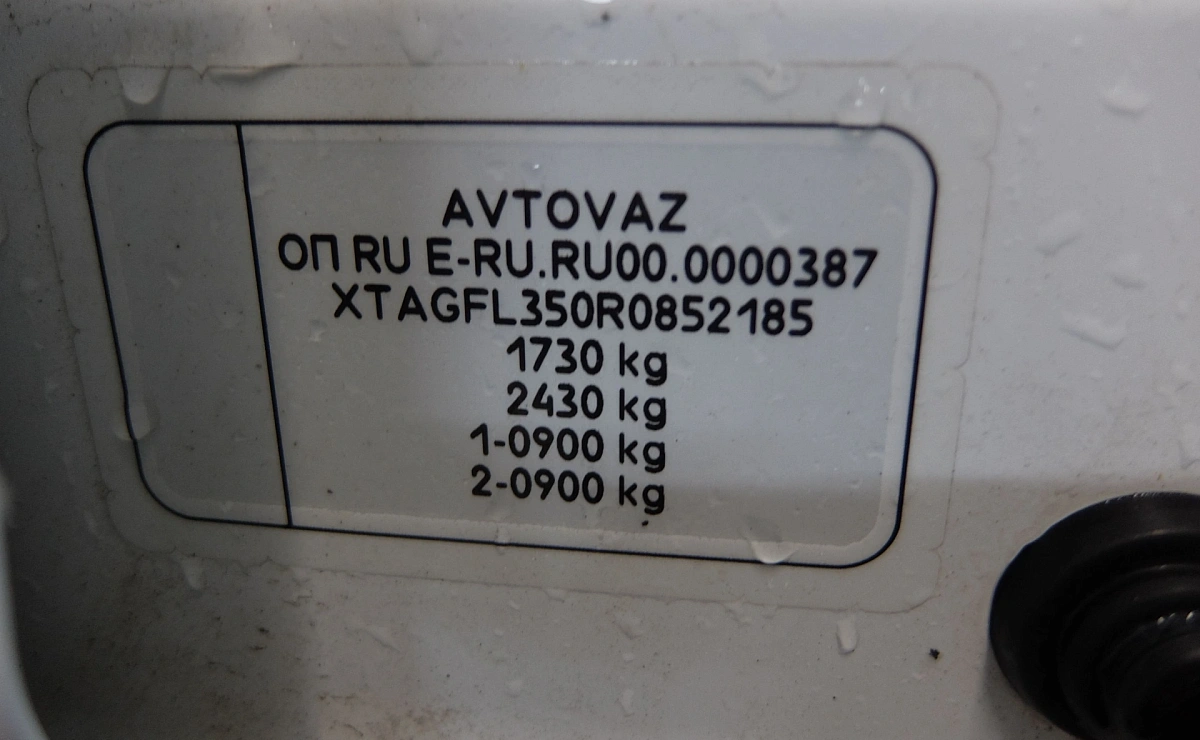 AVTOVAZ
ОП RU E-RU.RU00.0000387
XTAGFL350R0852185
1730 kg
2430 kg
1-0900 kg
2-0900 kg